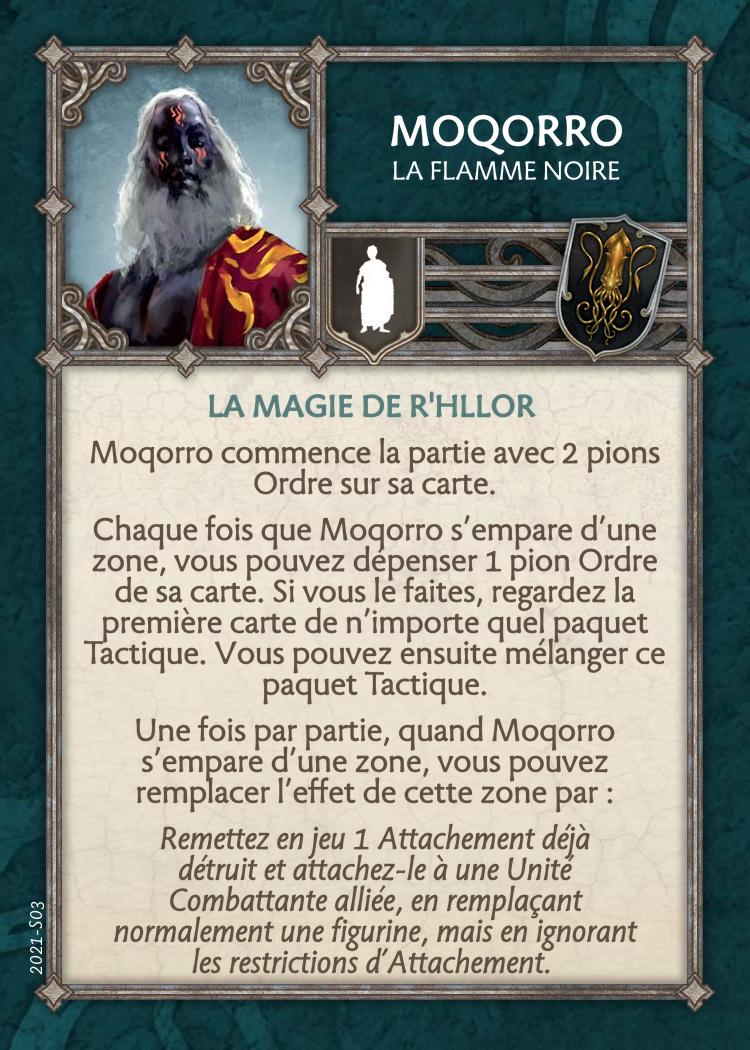 MOQORRO
LA FLAMME NOIRE
LA MAGIE DE R'HLLOR
Moqorro commence la partie avec 2 pions
Ordre sur sa carte.
Chaque fois que Moqorro s’empare d’une
zone, vous pouvez dépenser 1 pion Ordre
de sa carte. Si vous le faites, regardez la
première carte de n’importe quel paquet
Tactique. Vous pouvez ensuite mélanger ce
paquet Tactique.
Une fois par partie, quand Moqorro
s’empare d’une zone, vous pouvez
remplacer l’effet de cette zone par :
Remettez en jeu 1 Attachement déjà
détruit et attachez-le à une Unité
Combattante alliée, en remplaçant
normalement une figurine, mais en ignorant
les restrictions d’Attachement.
2021-S03